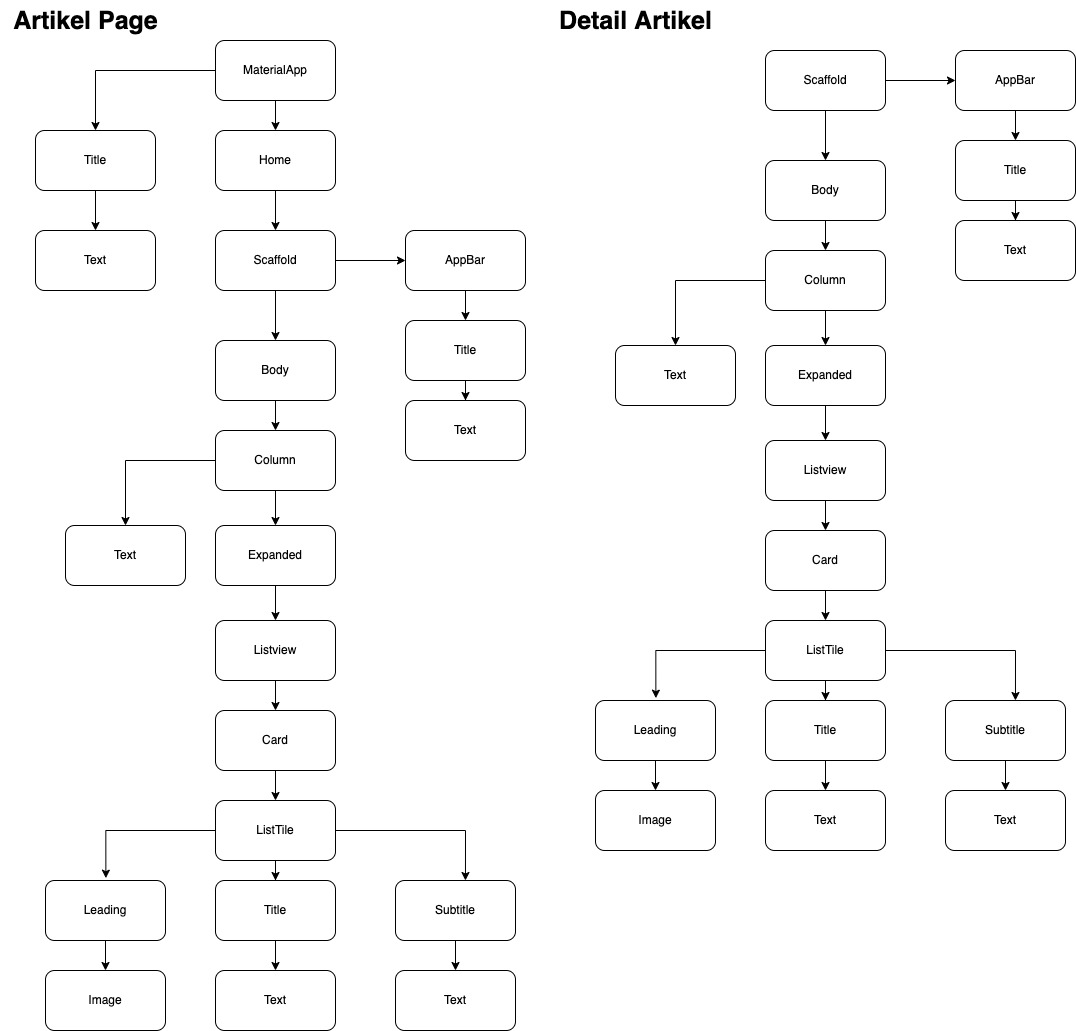 Artikel Page
MaterialApp
Title
Home
Text
Scaffold
AppBar
Body
Title
Text
Column
Text
Expanded
Listview
Card
ListTile
Leading
Title
Subtitle
Image
Text
Text
Detail Artikel
Scaffold
AppBar
Body
Title
Text
Column
Text
Expanded
Listview
Card
ListTile
Leading
Title
Subtitle
Image
Text
Text